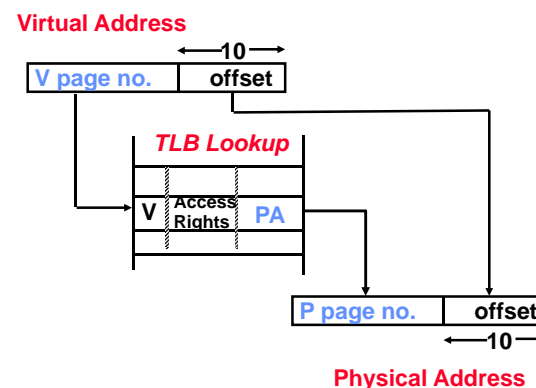 Virtual Address
10
V page no. offset
TLB Lookup
V Access Rights PA
P page no. offset
10
Physical Address